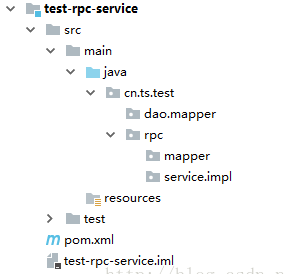 test-rpc-service
src
main
java
cn.ts.test
dao.mapper
rpc
mapper
service.impl
resources
test
pom.xml
test-rpc-service.iml